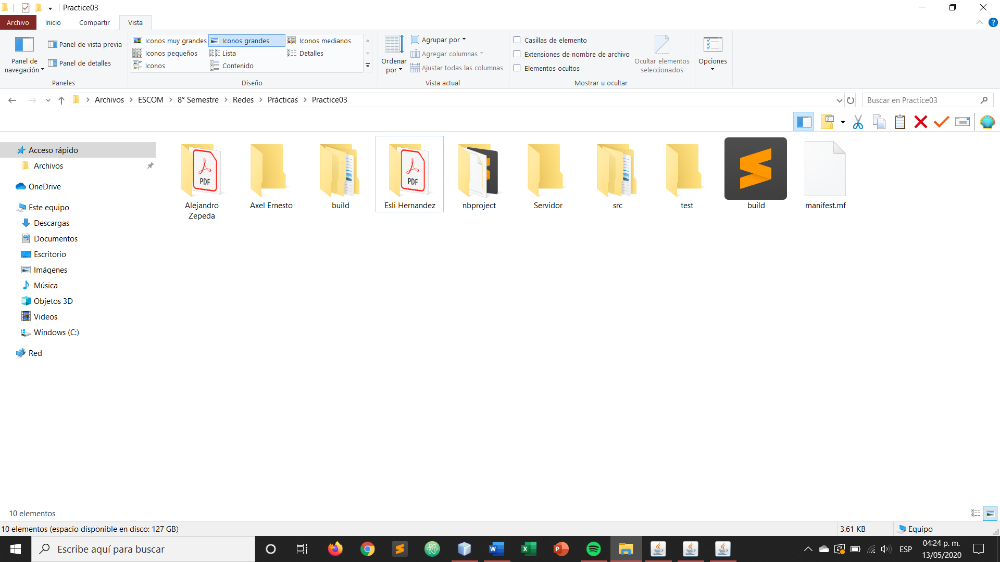 Practice03
Archivo Inicio Compartir Vista
Panel de navegación
Panel de vista previa
Panel de detalles
Paneles
Iconos muy grandes Iconos grandes Iconos medianos
Iconos pequeños Lista Detalles
Iconos Contenido
Diseño
Ordenar por
Agrupar por
Agregar columnas
Ajustar todas las columnas
Vista actual
Casillas de elemento
Extensiones de nombre de archivo
Elementos ocultos
Ocultar elementos seleccionados
Mostrar u ocultar
Opciones
Archivos ESCOM 8° Semestre Redes Prácticas Practice03
Buscar en Practice03
Acceso rápido
Archivos
OneDrive
Este equipo
Descargas
Documentos
Escritorio
Imágenes
Música
Objetos 3D
Videos
Windows (C:)
Red
PDF
PDF
Alejandro Zepeda
Axel Ernesto
build
Esli Hernandez
nbproject
Servidor
src
test
build
manifest.mf
10 elementos
10 elementos (espacio disponible en disco: 127 GB)
3.61 KB
Equipo
Escribe aquí para buscar
ESP
04:24 p. m.
13/05/2020